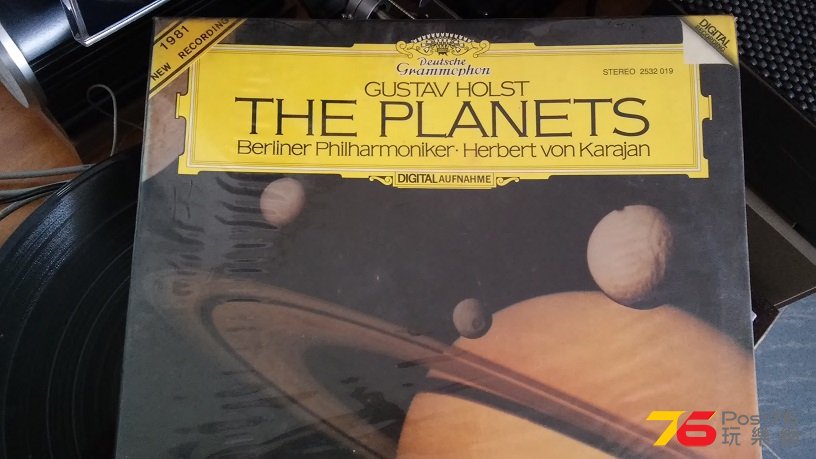 1981
NEW RECORDING
DIGITAL
RECORDING
Deutsche
Grammophon
STEREO 2532 019
GUSTAV HOLST
THE PLANETS
Berliner Philharmoniker · Herbert von Karajan
DIGITAL AUFNAHME
76
玩樂